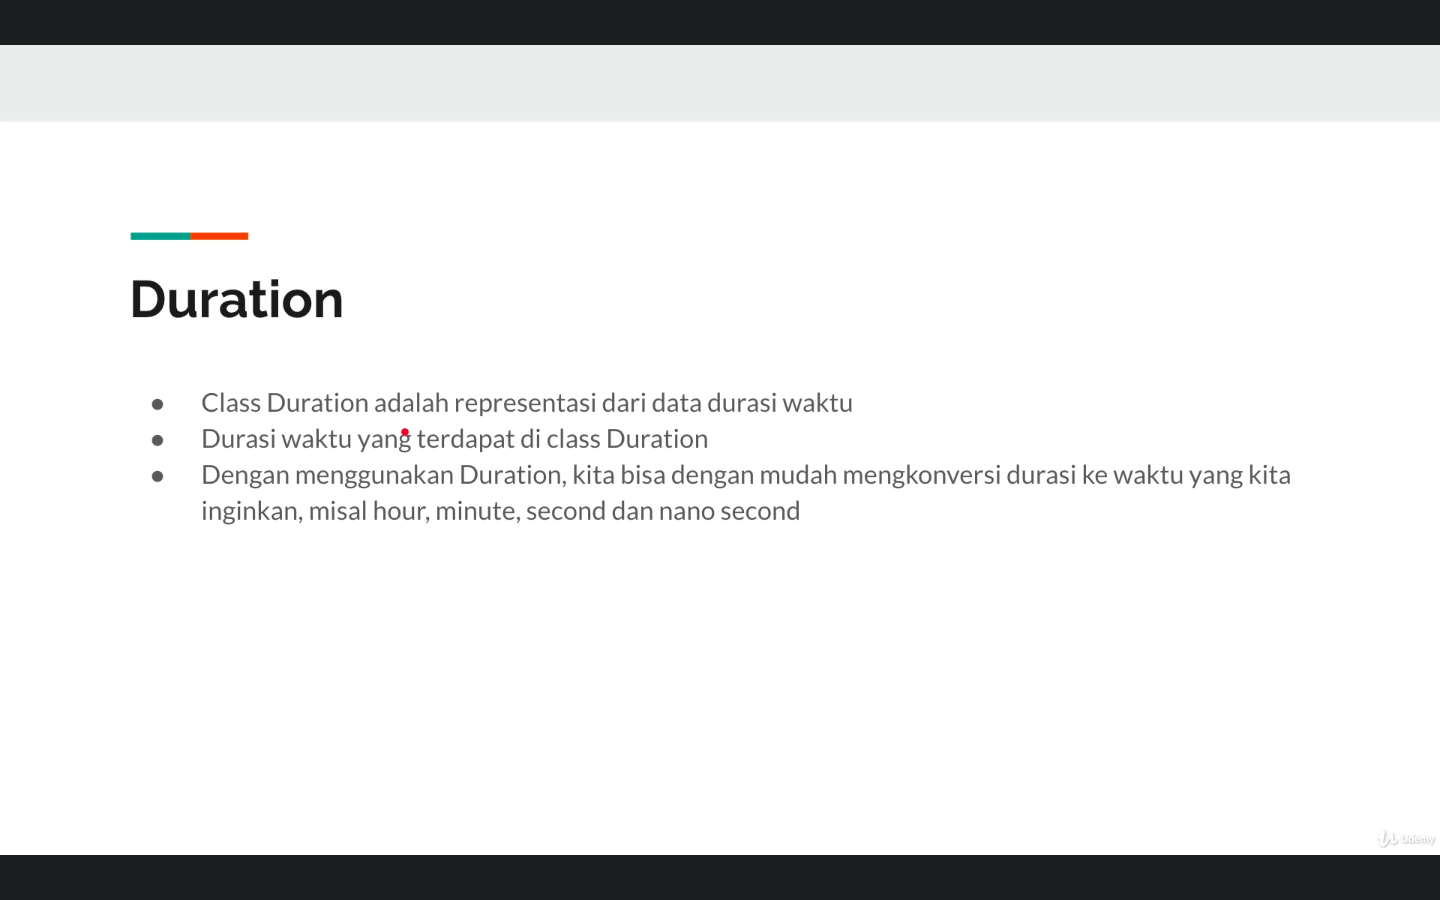 Duration
● Class Duration adalah representasi dari data durasi waktu
● Durasi waktu yang terdapat di class Duration
● Dengan menggunakan Duration, kita bisa dengan mudah mengkonversi durasi ke waktu yang kita
inginkan, misal hour, minute, second dan nano second
Udemy